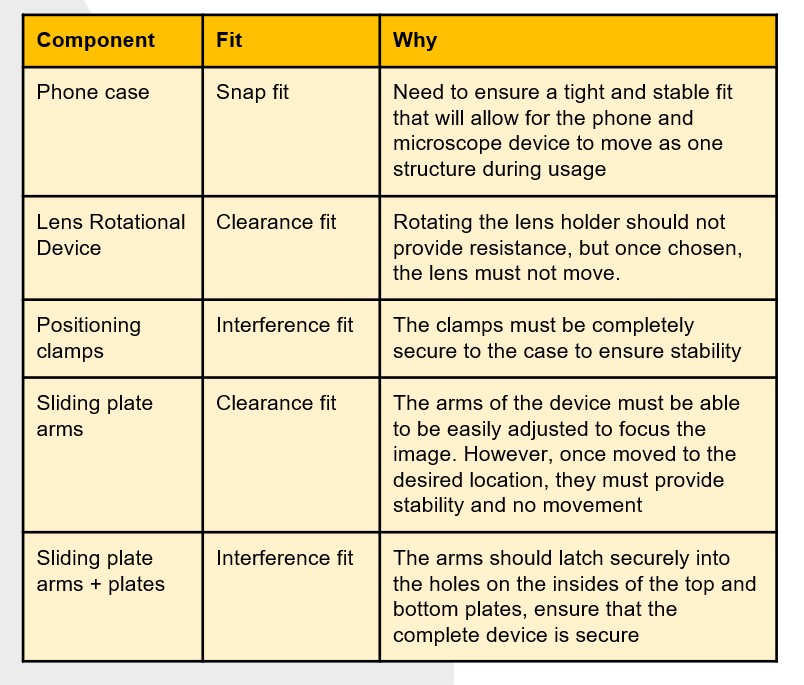 Component Fit Why
Phone case Snap fit Need to ensure a tight and stable fit
that will allow for the phone and
microscope device to move as one
structure during usage
Lens Rotational Clearance fit Rotating the lens holder should not
Device provide resistance, but once chosen,
the lens must not move.
Positioning Interference fit The clamps must be completely
clamps secure to the case to ensure stability
Sliding plate Clearance fit The arms of the device must be able
arms to be easily adjusted to focus the
image. However, once moved to the
desired location, they must provide
stability and no movement
Sliding plate Interference fit The arms should latch securely into
arms + plates the holes on the insides of the top and
bottom plates, ensure that the
complete device is secure